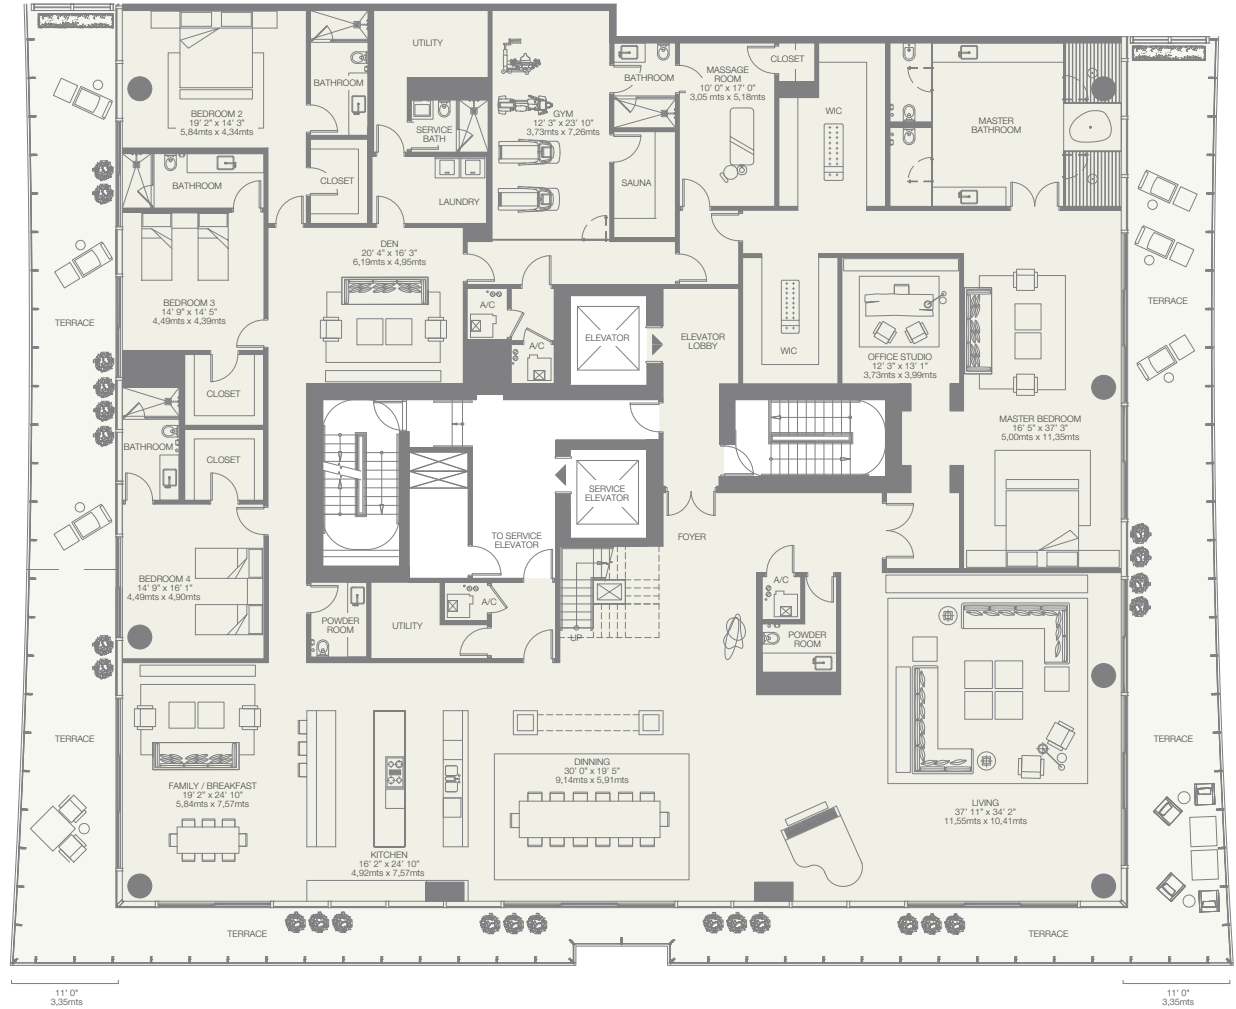 BEDROOM 2
19' 2" x 14' 3"
5,84mts x 4,34mts
BATHROOM
UTILITY
SERVICE
BATH
GYM
12' 3" x 23' 10"
3,73mts x 7,26mts
BATHROOM
MASSAGE
ROOM
10' 0" x 17' 0"
3,05 mts x 5,18mts
CLOSET
WIC
MASTER
BATHROOM
BATHROOM
CLOSET
LAUNDRY
SAUNA
DEN
20' 4" x 16' 3"
6,19mts x 4,95mts
BEDROOM 3
14' 9" x 14' 5"
4,49mts x 4,39mts
TERRACE
A/C
A/C
ELEVATOR
ELEVATOR
LOBBY
WIC
OFFICE STUDIO
12' 3" x 13' 1"
3,73mts x 3,99mts
TERRACE
CLOSET
MASTER BEDROOM
16' 5" x 37' 3"
5,00mts x 11,35mts
BATHROOM
CLOSET
SERVICE
ELEVATOR
TO SERVICE
ELEVATOR
FOYER
BEDROOM 4
14' 9" x 16' 1"
4,49mts x 4,90mts
A/C
A/C
POWDER
ROOM
UTILITY
UP
POWDER
ROOM
TERRACE
TERRACE
FAMILY / BREAKFAST
19' 2" x 24' 10"
5,84mts x 7,57mts
DINNING
30' 0" x 19' 5"
9,14mts x 5,91mts
LIVING
37' 11" x 34' 2"
11,55mts x 10,41mts
KITCHEN
16' 2" x 24' 10"
4,92mts x 7,57mts
TERRACE
TERRACE
11' 0"
3,35mts
11' 0"
3,35mts